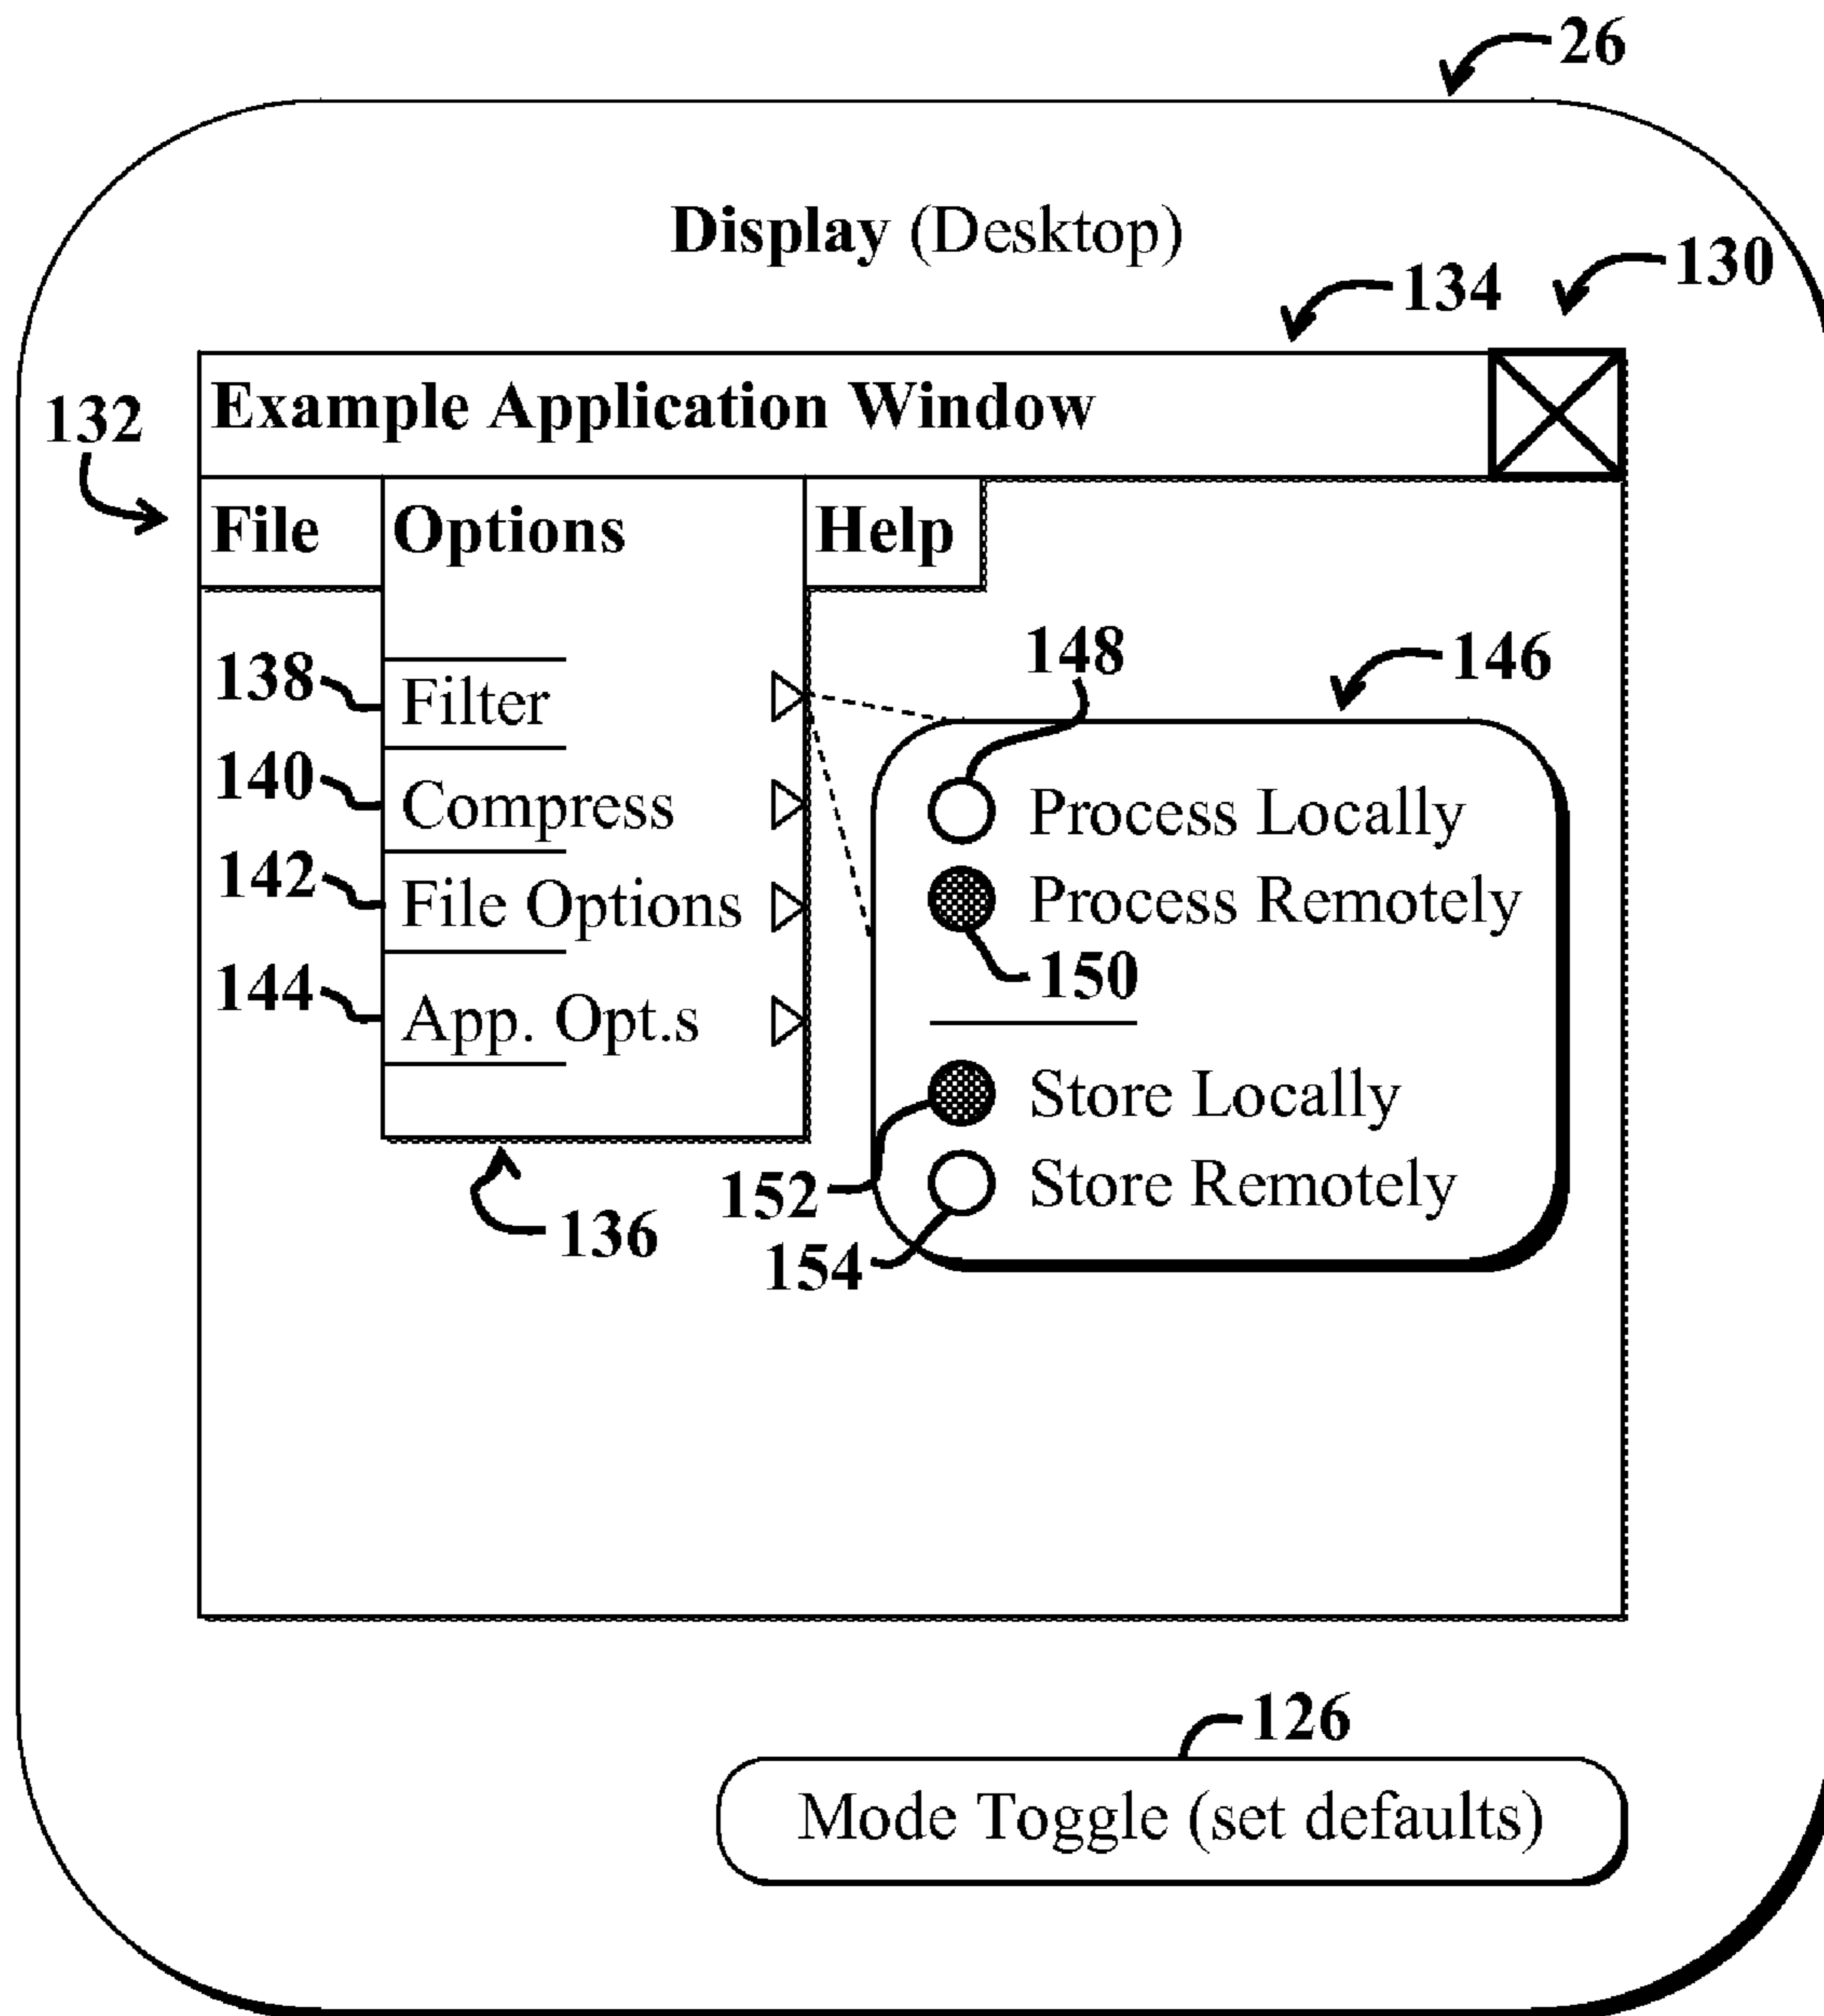 26
Display (Desktop)
130
134
132
Example Application Window
File Options Help
148
146
138
Filter
140
Compress
Process Locally
142
File Options
Process Remotely
150
144
App. Opt.s
Store Locally
152
Store Remotely
136
154
126
Mode Toggle (set defaults)